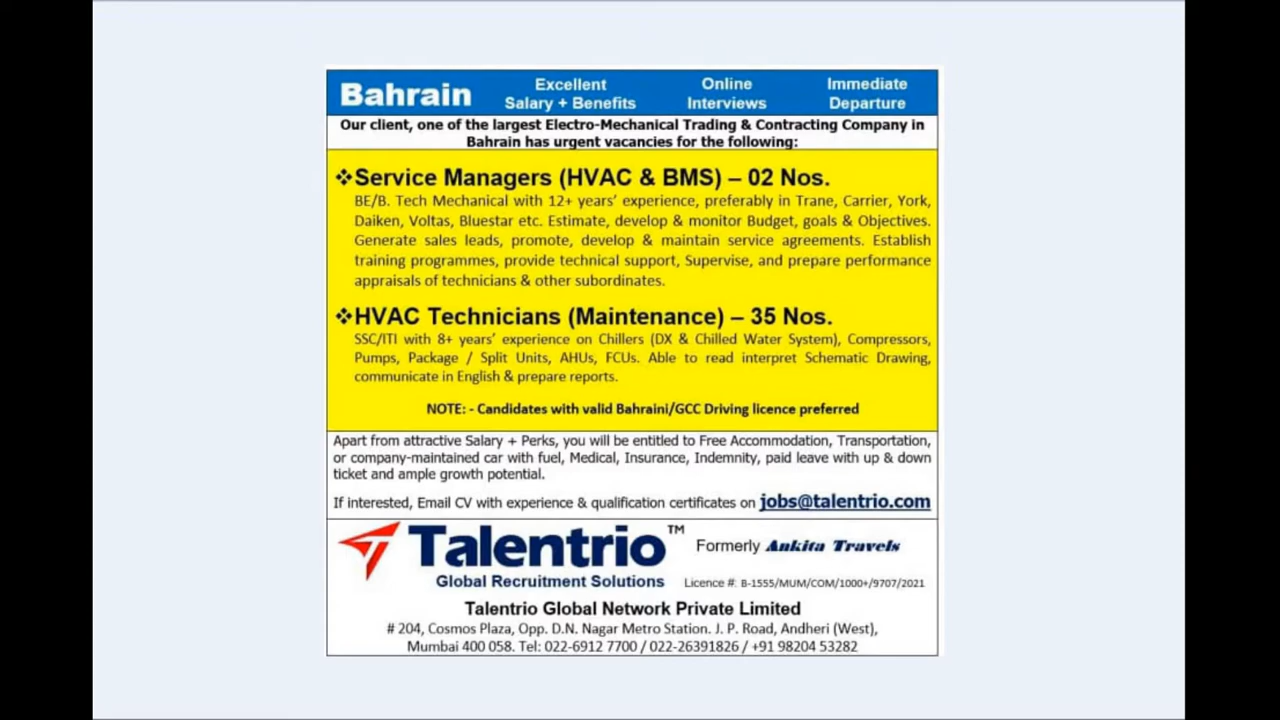 Bahrain
Excellent
Salary + Benefits
Online
Interviews
Immediate
Departure
Our client, one of the largest Electro-Mechanical Trading & Contracting Company in
Bahrain has urgent vacancies for the following:
❖Service Managers (HVAC & BMS) – 02 Nos.
BE/B. Tech Mechanical with 12+ years’ experience, preferably in Trane, Carrier, York,
Daiken, Voltas, Bluestar etc. Estimate, develop & monitor Budget, goals & Objectives.
Generate sales leads, promote, develop & maintain service agreements. Establish
training programmes, provide technical support, Supervise, and prepare performance
appraisals of technicians & other subordinates.
❖HVAC Technicians (Maintenance) – 35 Nos.
SSC/ITI with 8+ years’ experience on Chillers (DX & Chilled Water System), Compressors,
Pumps, Package / Split Units, AHUs, FCUs. Able to read interpret Schematic Drawing,
communicate in English & prepare reports.
NOTE: - Candidates with valid Bahraini/GCC Driving licence preferred
Apart from attractive Salary + Perks, you will be entitled to Free Accommodation, Transportation,
or company-maintained car with fuel, Medical, Insurance, Indemnity, paid leave with up & down
ticket and ample growth potential.
If interested, Email CV with experience & qualification certificates on jobs@talentrio.com
Talentrio™ Formerly Ankita Travels
Global Recruitment Solutions Licence #: B-1555/MUM/COM/1000+/9707/2021
Talentrio Global Network Private Limited
# 204, Cosmos Plaza, Opp. D.N. Nagar Metro Station. J. P. Road, Andheri (West),
Mumbai 400 058. Tel: 022-6912 7700 / 022-26391826 / +91 98204 53282